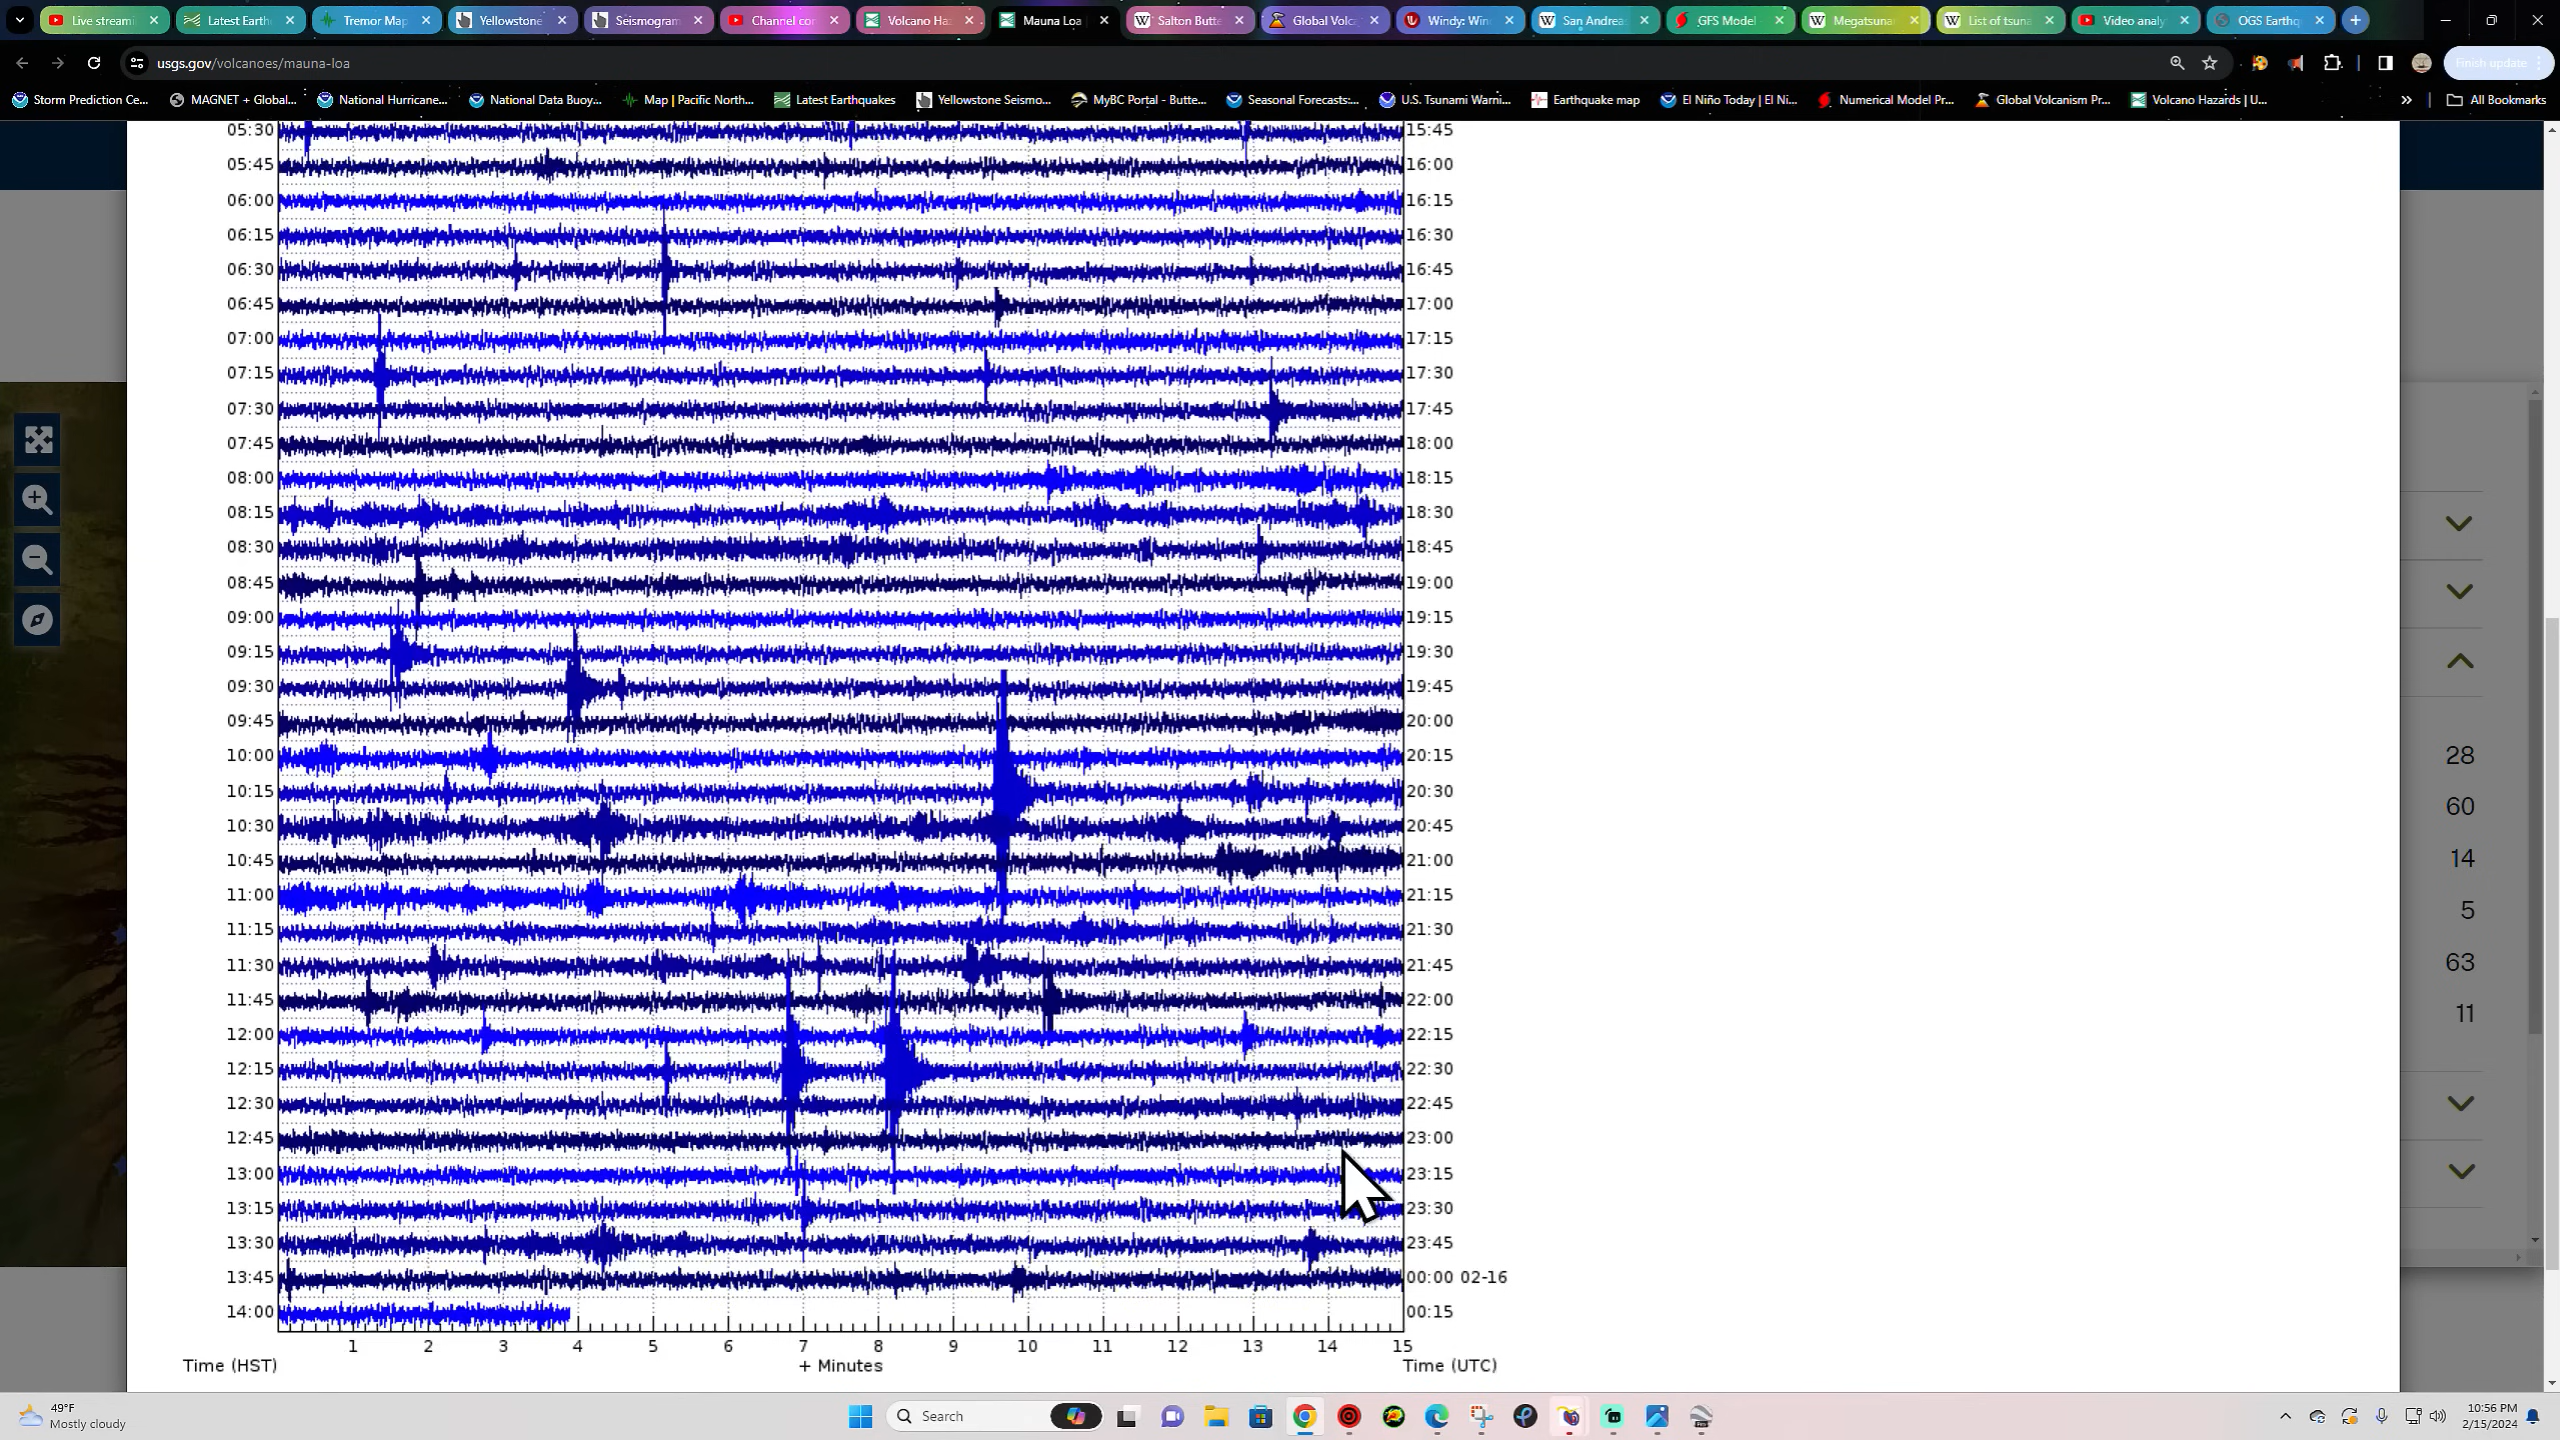 Live streami
Latest Earth
Tremor Map
Yellowstone
Seismogram
Channel con
Volcano Haz
Mauna Loa
Salton Butte
Global Volca
Windy: Win
San Andrea
GFS Model
Megatsuna
List of tsuna
Video analy
OGS Earthq
usgs.gov/volcanoes/mauna-loa
Finish update
Storm Prediction Ce...
MAGNET + Global...
National Hurricane...
National Data Buoy...
Map | Pacific North...
Latest Earthquakes
Yellowstone Seismo...
MyBC Portal - Butte...
Seasonal Forecasts:...
U.S. Tsunami Warni...
Earthquake map
El Niño Today | El Ni...
Numerical Model Pr...
Global Volcanism Pr...
Volcano Hazards | U...
All Bookmarks
05:30 15:45
05:45 16:00
06:00 16:15
06:15 16:30
06:30 16:45
06:45 17:00
07:00 17:15
07:15 17:30
07:30 17:45
07:45 18:00
08:00 18:15
08:15 18:30
08:30 18:45
08:45 19:00
09:00 19:15
09:15 19:30
09:30 19:45
09:45 20:00
10:00 20:15
10:15 20:30
10:30 20:45
10:45 21:00
11:00 21:15
11:15 21:30
11:30 21:45
11:45 22:00
12:00 22:15
12:15 22:30
12:30 22:45
12:45 23:00
13:00 23:15
13:15 23:30
13:30 23:45
13:45 00:00 02-16
14:00 00:15
1 2 3 4 5 6 7 8 9 10 11 12 13 14 15
Time (HST) + Minutes Time (UTC)
28
60
14
5
63
11
49°F
Mostly cloudy
Search
10:56 PM
2/15/2024